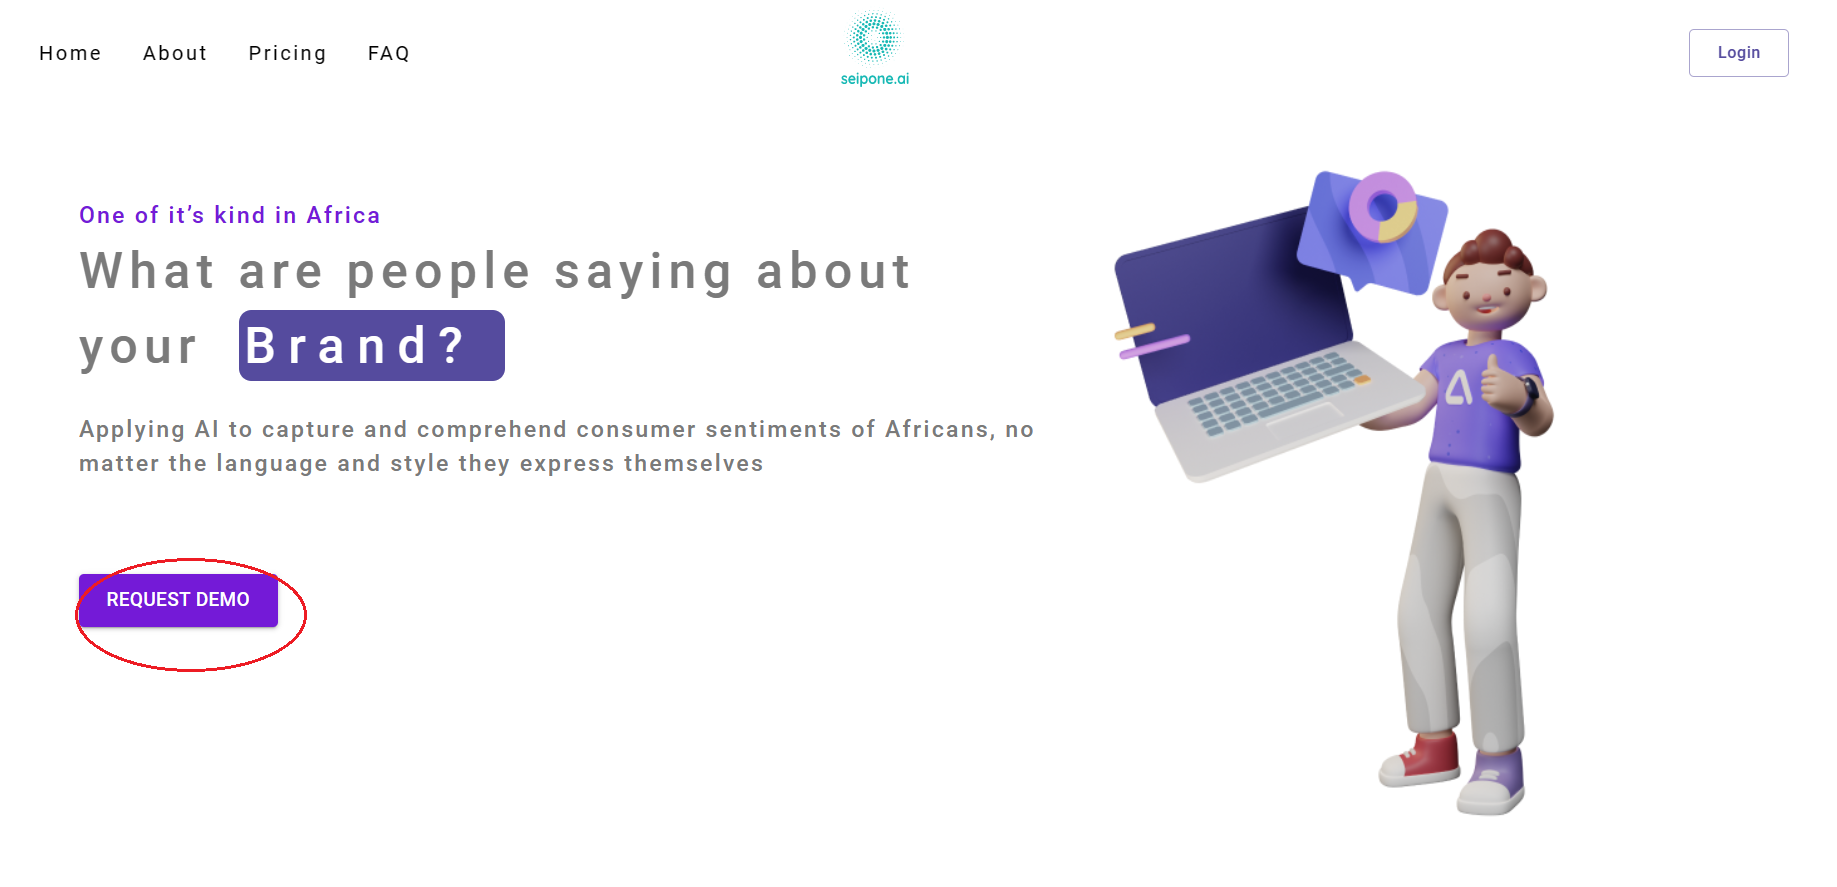 Home About Pricing FAQ
seipone.ai
Login
One of it’s kind in Africa
What are people saying about
your Brand?
Applying AI to capture and comprehend consumer sentiments of Africans, no
matter the language and style they express themselves
REQUEST DEMO